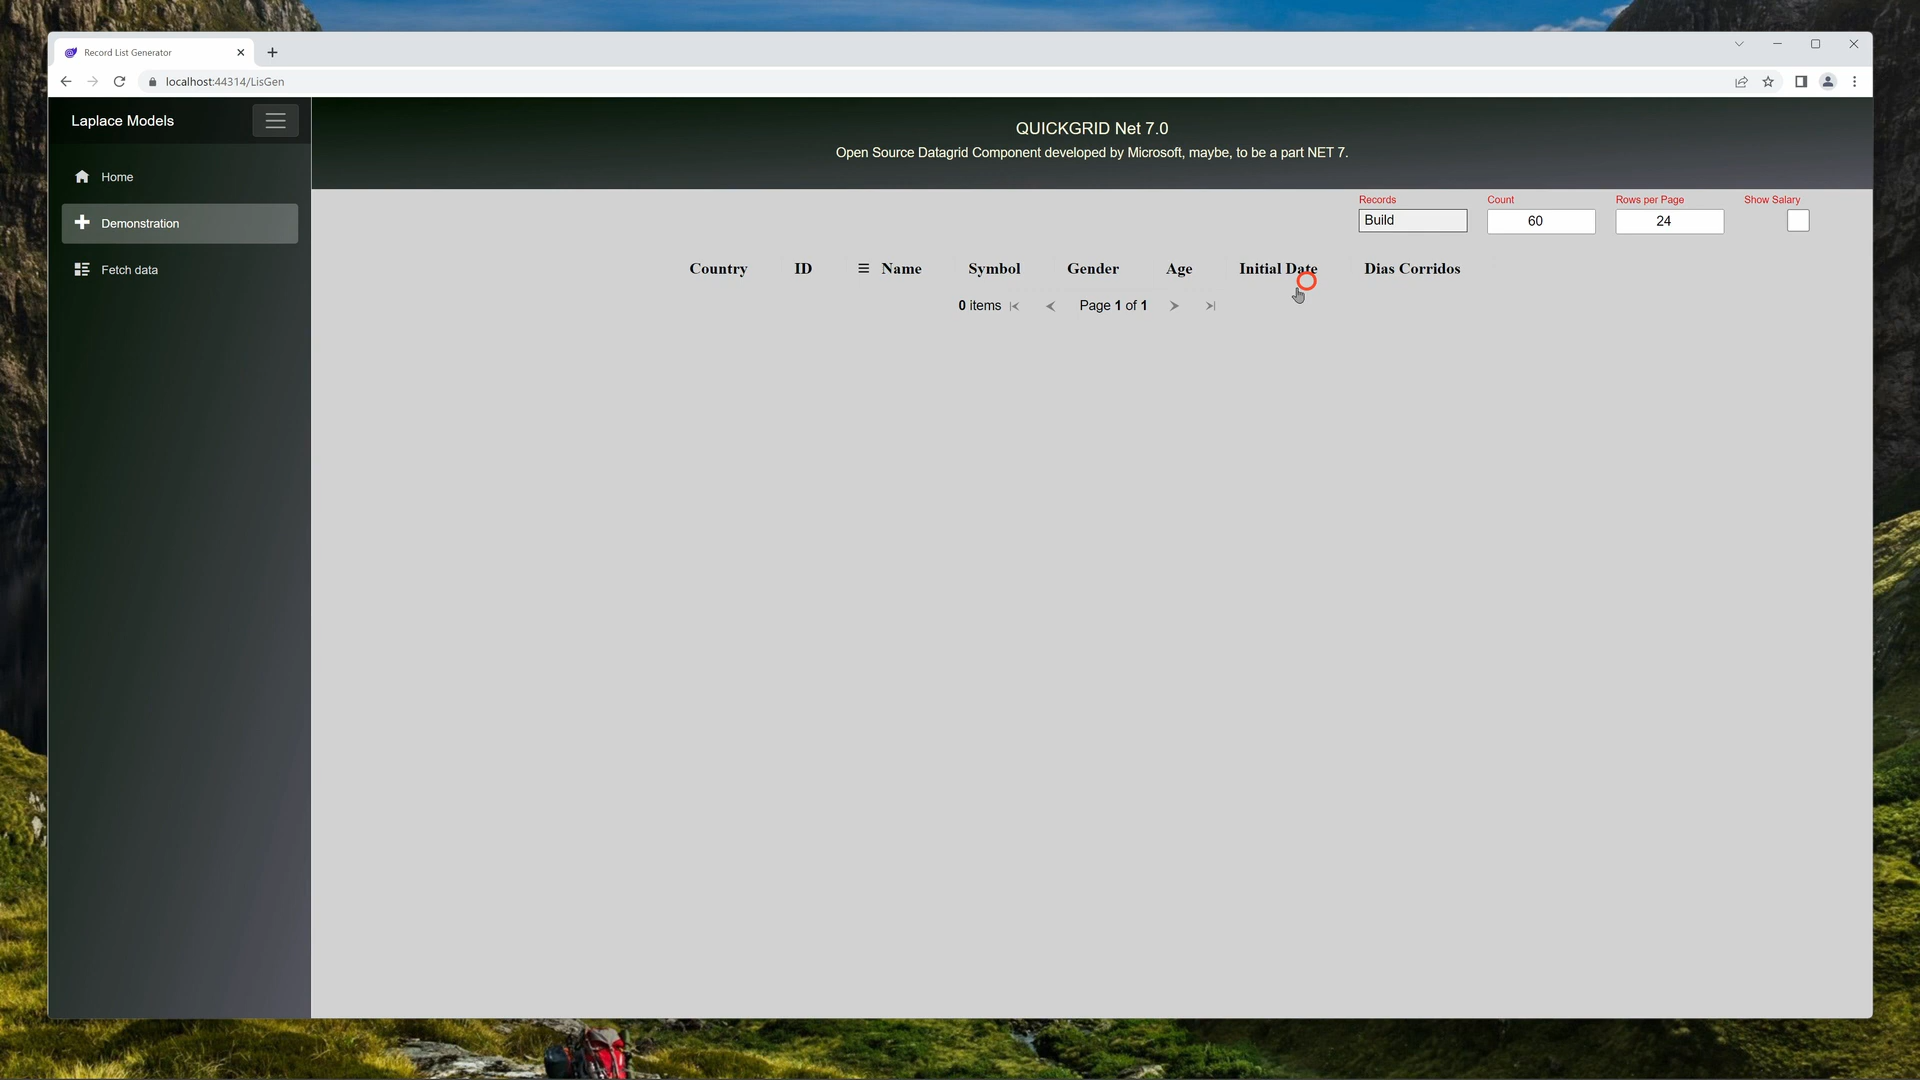 Record List Generator
localhost:44314/LisGen
Laplace Models
Home
Demonstration
Fetch data
QUICKGRID Net 7.0
Open Source Datagrid Component developed by Microsoft, maybe, to be a part NET 7.
Records Count Rows per Page Show Salary
Build 60 24
Country ID Name Symbol Gender Age Initial Date Dias Corridos
0 items Page 1 of 1